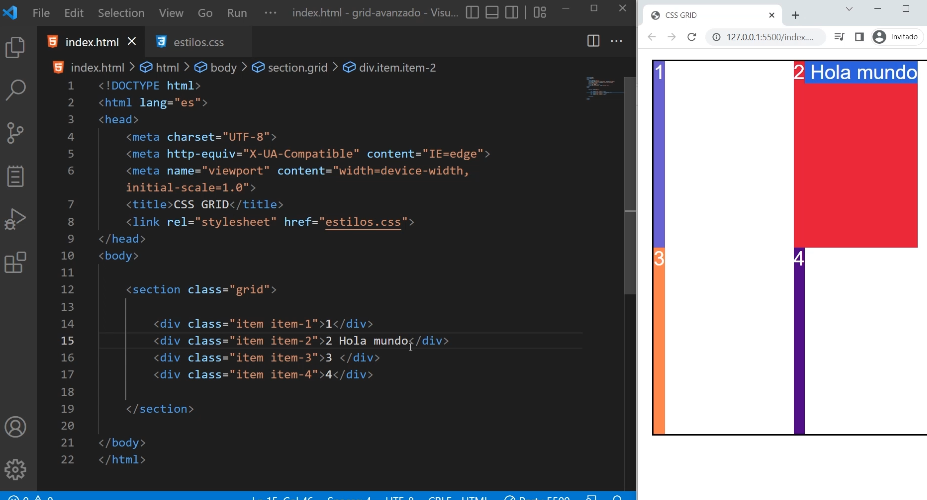 File Edit Selection View Go Run ··· index.html - grid-avanzado - Visu...
index.html estilos.css
index.html > html > body > section.grid > div.item.item-2
1 <!DOCTYPE html>
2 <html lang="es">
3 <head>
4 <meta charset="UTF-8">
5 <meta http-equiv="X-UA-Compatible" content="IE=edge">
6 <meta name="viewport" content="width=device-width,
initial-scale=1.0">
7 <title>CSS GRID</title>
8 <link rel="stylesheet" href="estilos.css">
9 </head>
10 <body>
11
12 <section class="grid">
13
14 <div class="item item-1">1</div>
15 <div class="item item-2">2 Hola mundo</div>
16 <div class="item item-3">3 </div>
17 <div class="item item-4">4</div>
18
19 </section>
20
21 </body>
22 </html>
CSS GRID
127.0.0.1:5500/index.... Invitado
1 2 Hola mundo
3 4